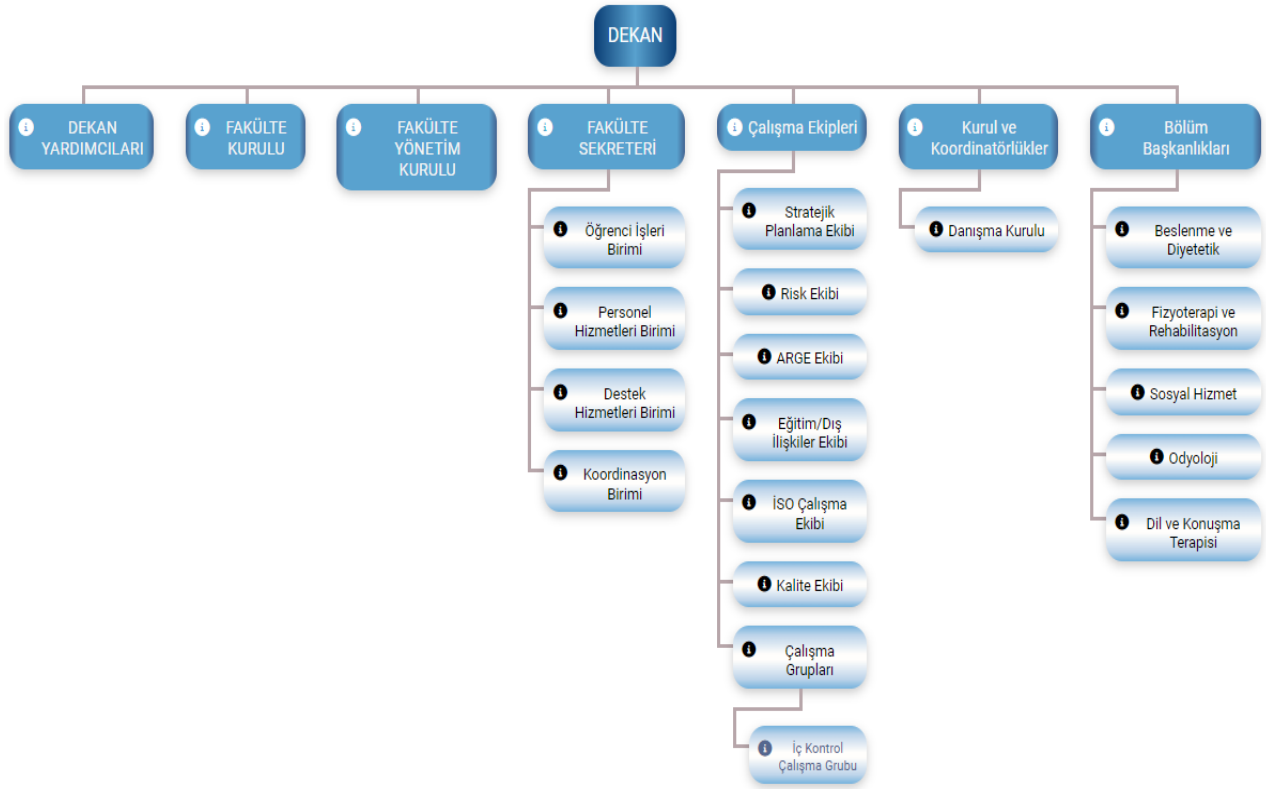 DEKAN
DEKAN
YARDIMCILARI
FAKÜLTE
KURULU
FAKÜLTE
YÖNETİM
KURULU
FAKÜLTE
SEKRETERİ
Öğrenci İşleri
Birimi
Personel
Hizmetleri Birimi
Destek
Hizmetleri Birimi
Koordinasyon
Birimi
Çalışma Ekipleri
Stratejik
Planlama Ekibi
Risk Ekibi
ARGE Ekibi
Eğitim/Dış
İlişkiler Ekibi
İSO Çalışma
Ekibi
Kalite Ekibi
Çalışma
Grupları
İç Kontrol
Çalışma Grubu
Kurul ve
Koordinatörlükler
Danışma Kurulu
Bölüm
Başkanlıkları
Beslenme ve
Diyetetik
Fizyoterapi ve
Rehabilitasyon
Sosyal Hizmet
Odyoloji
Dil ve Konuşma
Terapisi